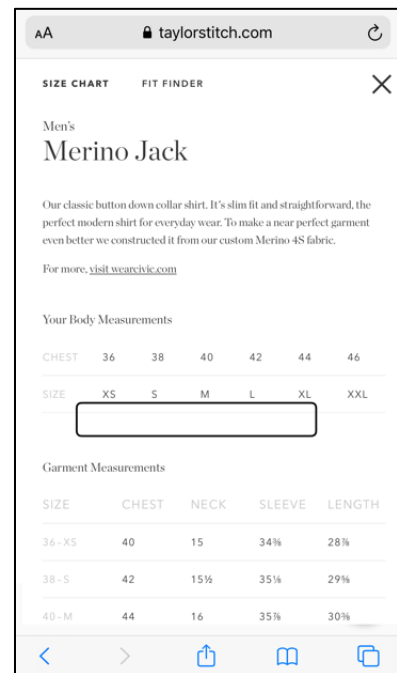 AA taylorstitch.com
SIZE CHART FIT FINDER
Men's
Merino Jack
Our classic button down collar shirt. It's slim fit and straightforward, the
perfect modern shirt for everyday wear. To make a near perfect garment
even better we constructed it from our custom Merino 4S fabric.
For more, visit wearcivic.com
Your Body Measurements
CHEST 36 38 40 42 44 46
SIZE XS S M L XL XXL
Garment Measurements
SIZE CHEST NECK SLEEVE LENGTH
36-XS 40 15 34⅜ 28⅞
38-S 42 15½ 35⅛ 29⅝
40-M 44 16 35⅞ 30⅜